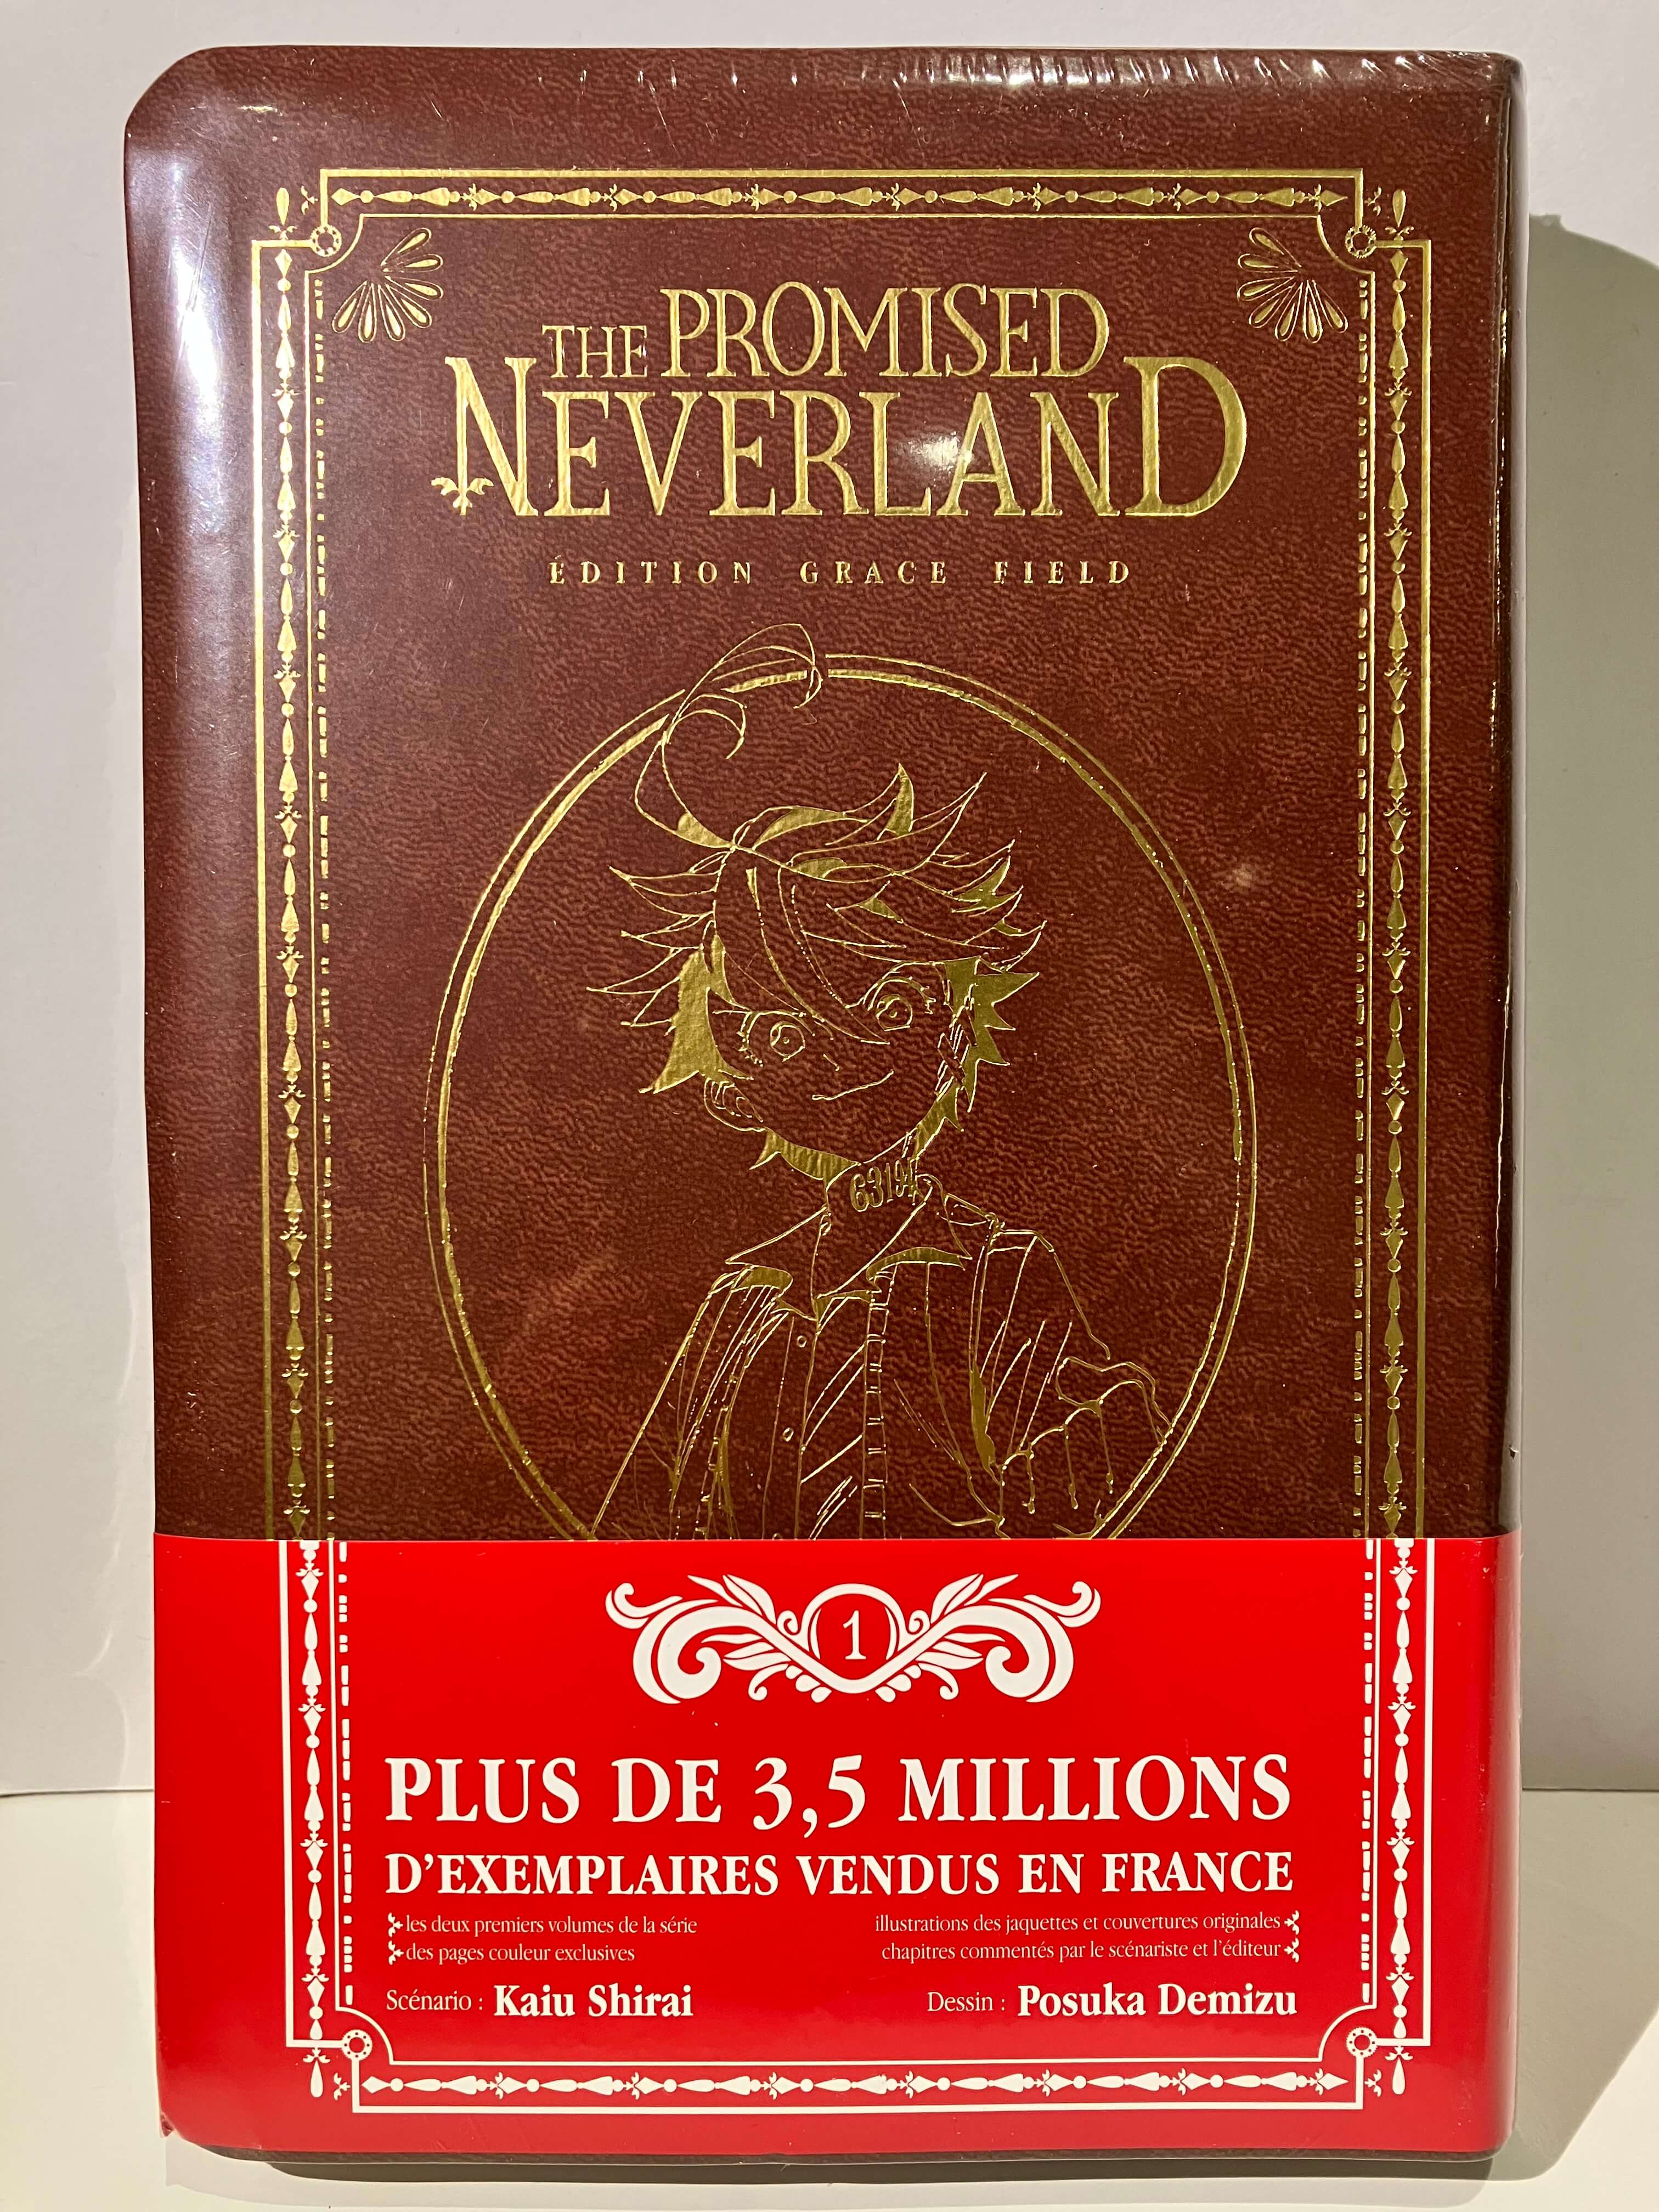 THE PROMISED
NEVERLAND
ÉDITION GRACE FIELD
63194
1
PLUS DE 3,5 MILLIONS
D'EXEMPLAIRES VENDUS EN FRANCE
les deux premiers volumes de la série
des pages couleur exclusives
illustrations des jaquettes et couvertures originales
chapitres commentés par le scénariste et l'éditeur
Scénario : Kaiu Shirai
Dessin : Posuka Demizu